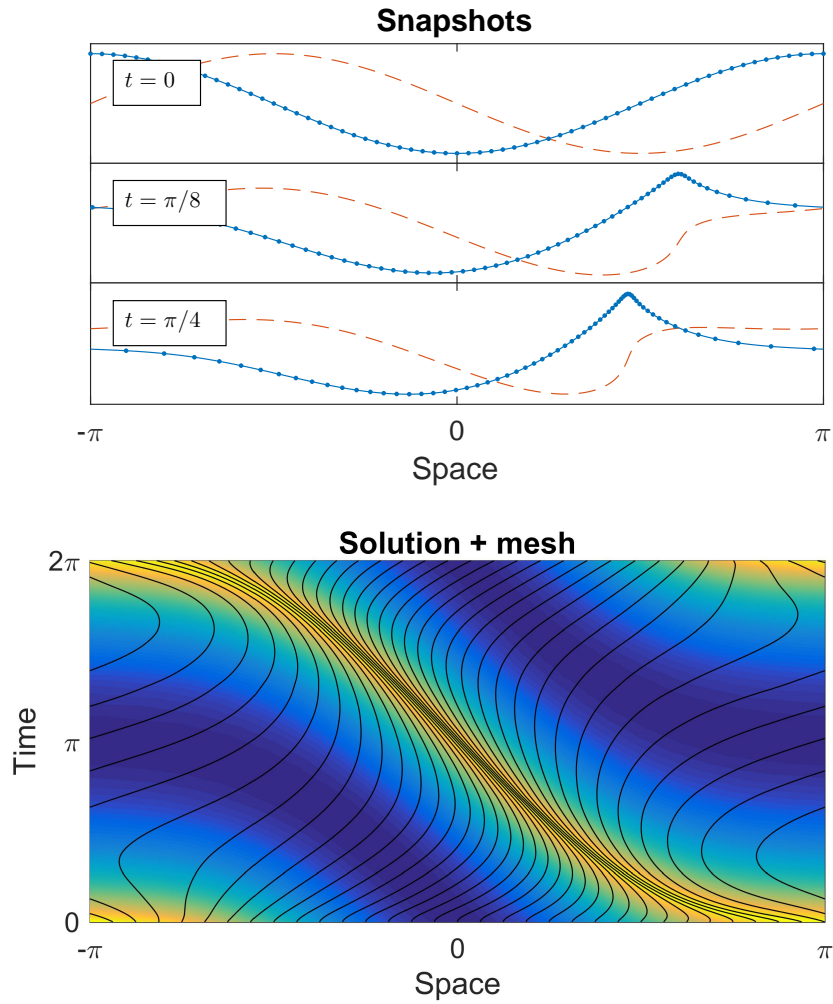 Snapshots
t = 0
t = π/8
t = π/4
-π 0 π
Space
Solution + mesh
2π
π
0
Time
-π 0 π
Space